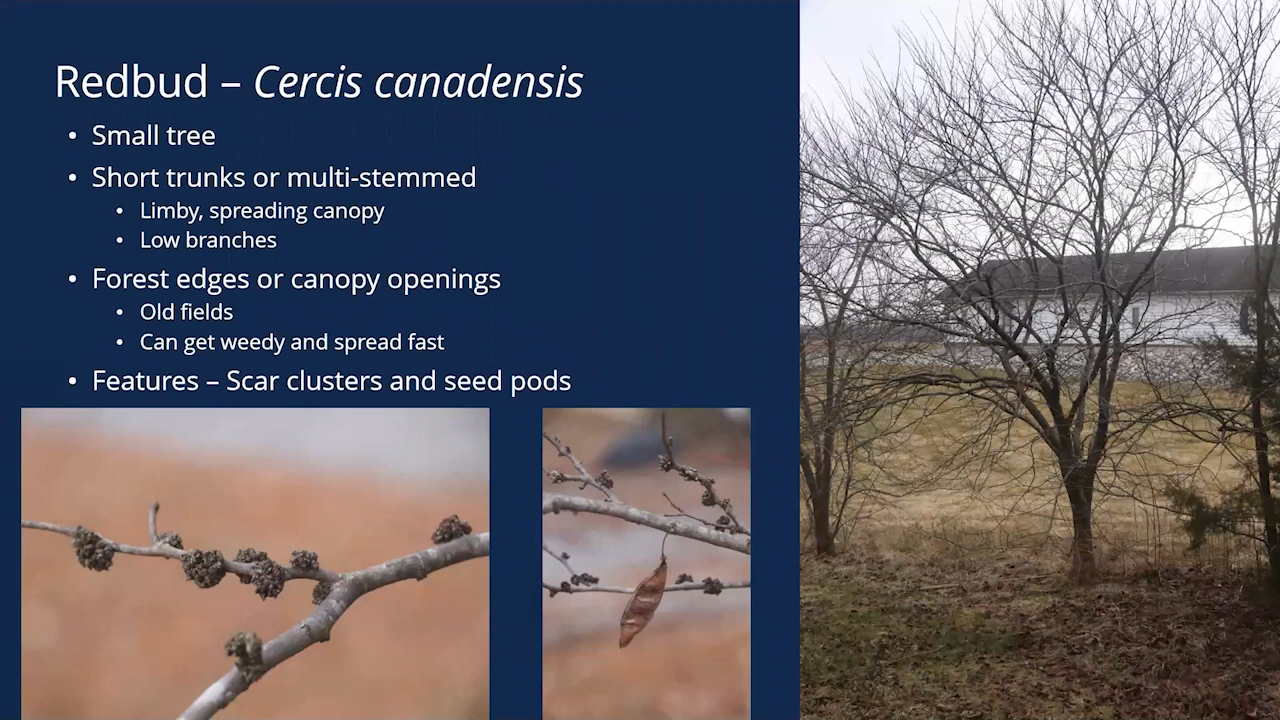 Redbud – Cercis canadensis
• Small tree
• Short trunks or multi-stemmed
• Limby, spreading canopy
• Low branches
• Forest edges or canopy openings
• Old fields
• Can get weedy and spread fast
• Features – Scar clusters and seed pods